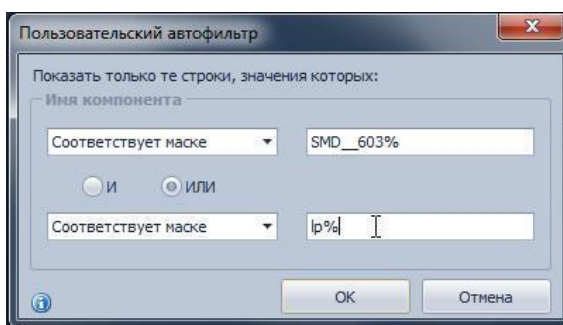 Пользовательский автофильтр
Показать только те строки, значения которых:
Имя компонента
Соответствует маске SMD__603%
И ИЛИ
Соответствует маске lp%
OK Отмена